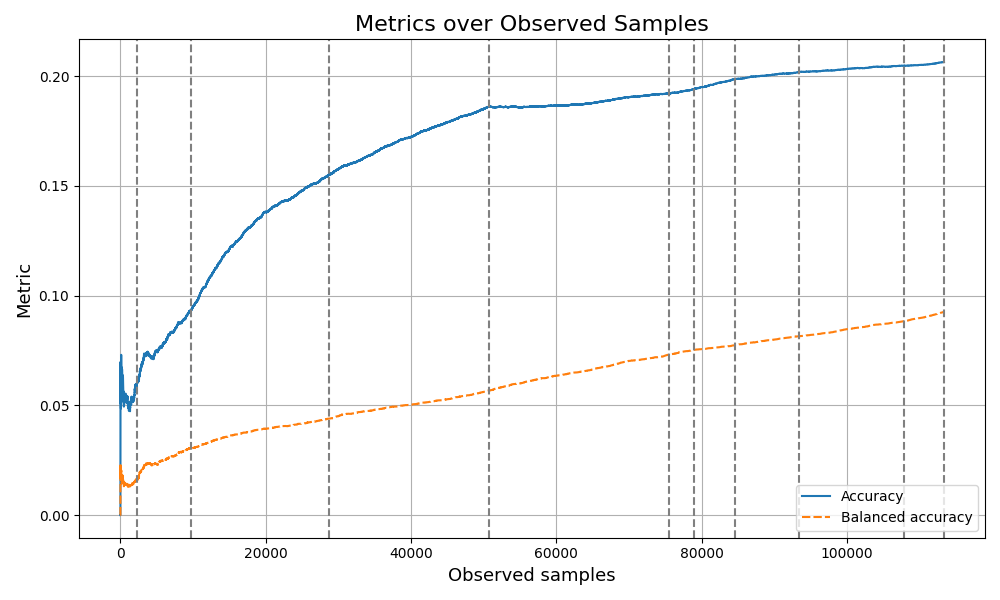 Metrics over Observed Samples
Metric
0.20
0.15
0.10
0.05
0.00
0
20000
40000
60000
80000
100000
Observed samples
Accuracy
Balanced accuracy